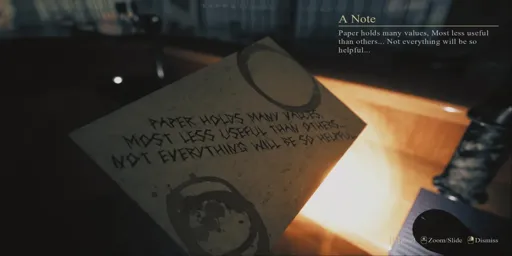 A Note
Paper holds many values, Most less useful
than others... Not everything will be so
helpful...
PAPER HOLDS MANY VALUES,
MOST LESS USEFUL THAN OTHERS...
NOT EVERYTHING WILL BE SO HELPFUL...
Zoom/Slide Dismiss